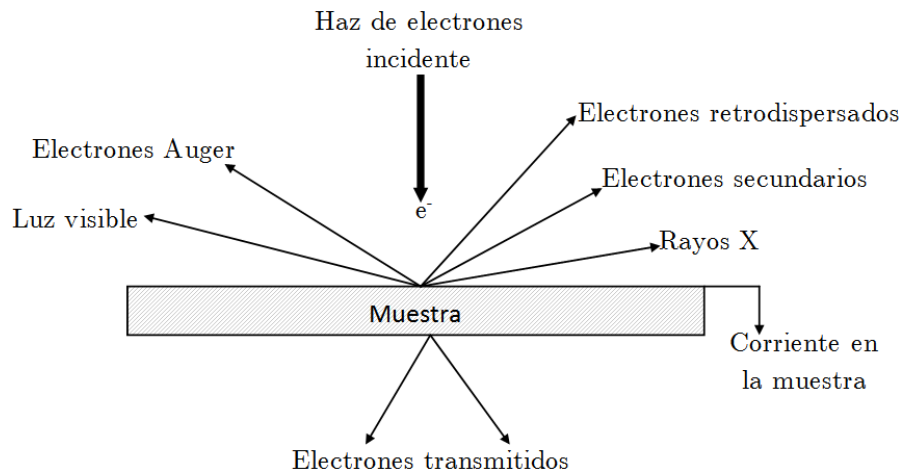 Haz de electrones
incidente
Electrones retrodispersados
Electrones Auger
Electrones secundarios
e-
Luz visible
Rayos X
Muestra
Corriente en
la muestra
Electrones transmitidos